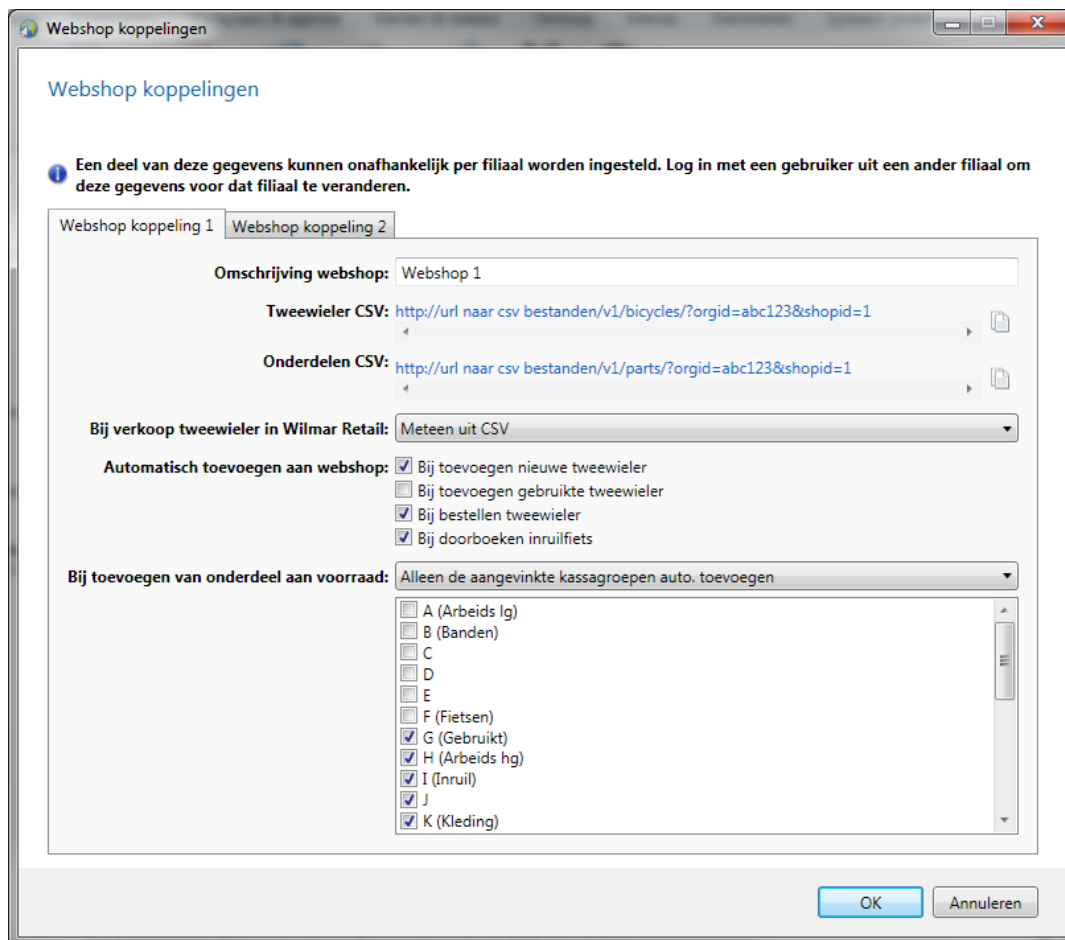 Webshop koppelingen
Webshop koppelingen
Een deel van deze gegevens kunnen onafhankelijk per filiaal worden ingesteld. Log in met een gebruiker uit een ander filiaal om
deze gegevens voor dat filiaal te veranderen.
Webshop koppeling 1 Webshop koppeling 2
Omschrijving webshop: Webshop 1
Tweewieler CSV: http://url naar csv bestanden/v1/bicycles/?orgid=abc123&shopid=1
Onderdelen CSV: http://url naar csv bestanden/v1/parts/?orgid=abc123&shopid=1
Bij verkoop tweewieler in Wilmar Retail: Meteen uit CSV
Automatisch toevoegen aan webshop: Bij toevoegen nieuwe tweewieler
Bij toevoegen gebruikte tweewieler
Bij bestellen tweewieler
Bij doorboeken inruilfiets
Bij toevoegen van onderdeel aan voorraad: Alleen de aangevinkte kassagroepen auto. toevoegen
A (Arbeids lg)
B (Banden)
C
D
E
F (Fietsen)
G (Gebruikt)
H (Arbeids hg)
I (Inruil)
J
K (Kleding)
OK Annuleren